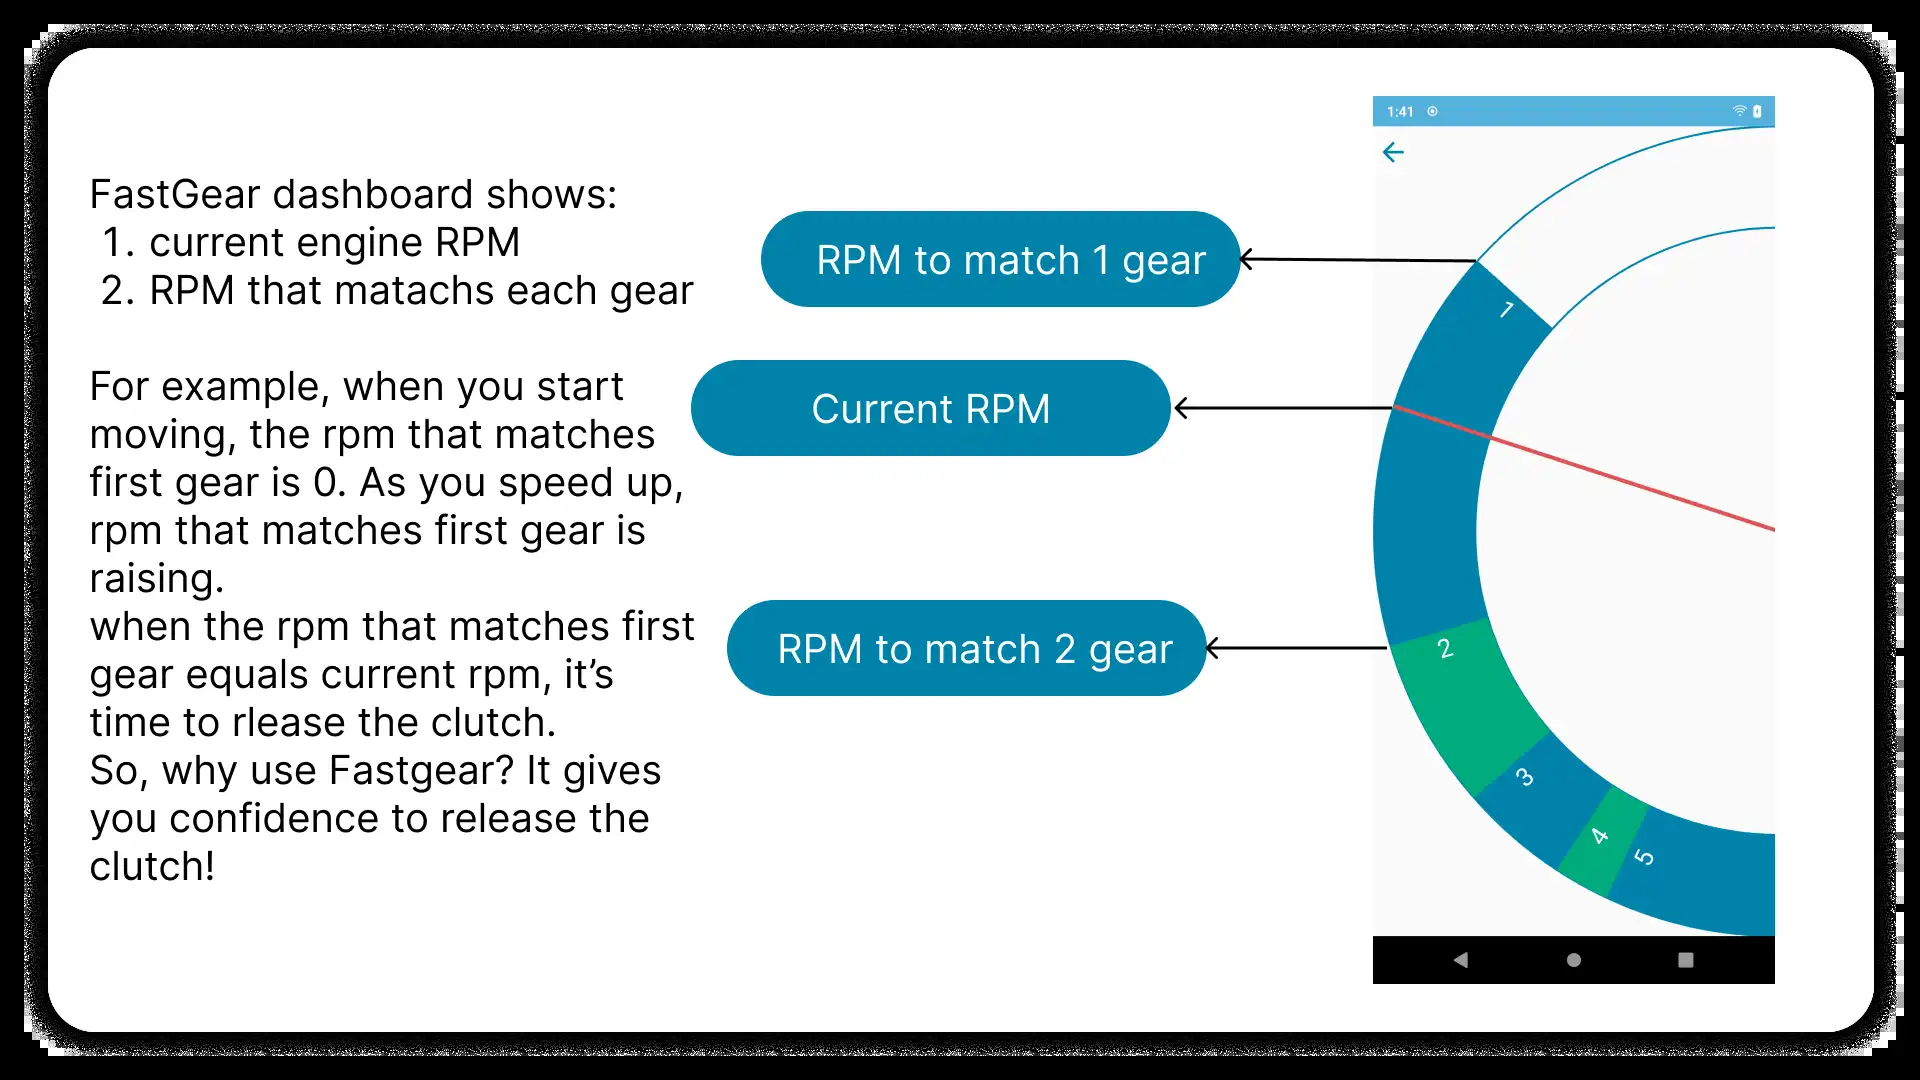 FastGear dashboard shows:
1. current engine RPM
2. RPM that matachs each gear
For example, when you start
moving, the rpm that matches
first gear is 0. As you speed up,
rpm that matches first gear is
raising.
when the rpm that matches first
gear equals current rpm, it’s
time to rlease the clutch.
So, why use Fastgear? It gives
you confidence to release the
clutch!
RPM to match 1 gear
Current RPM
RPM to match 2 gear
1:41
1
2
3
4
5